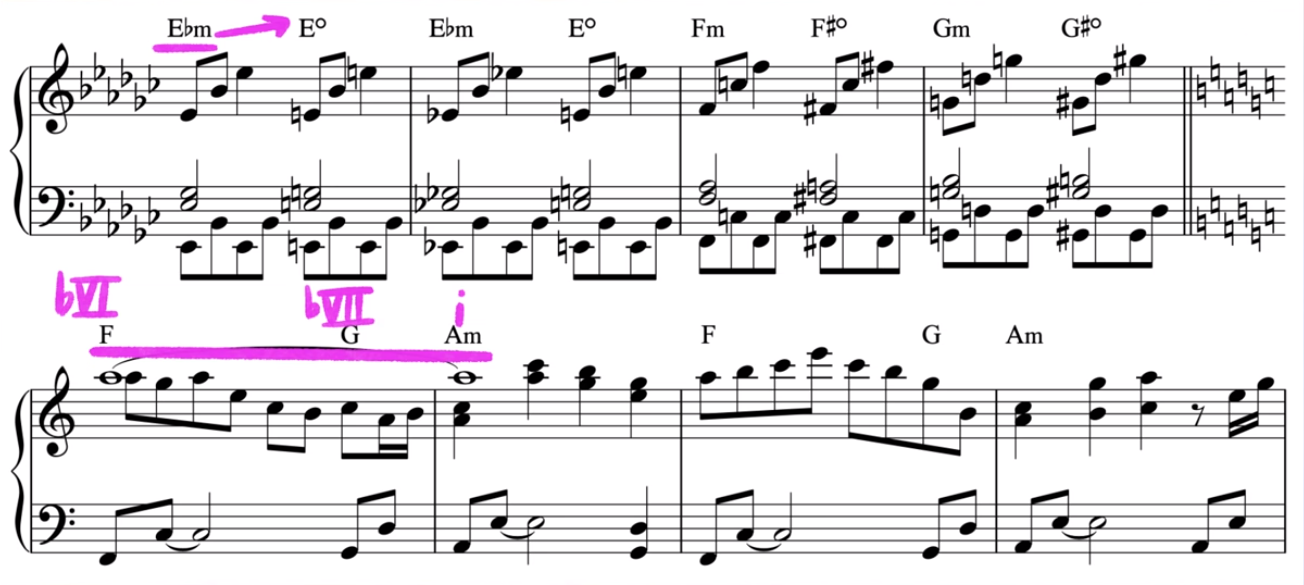 E♭m E° E♭m E° Fm F♯° Gm G♯°
♭VI ♭VII i
F G Am F G Am